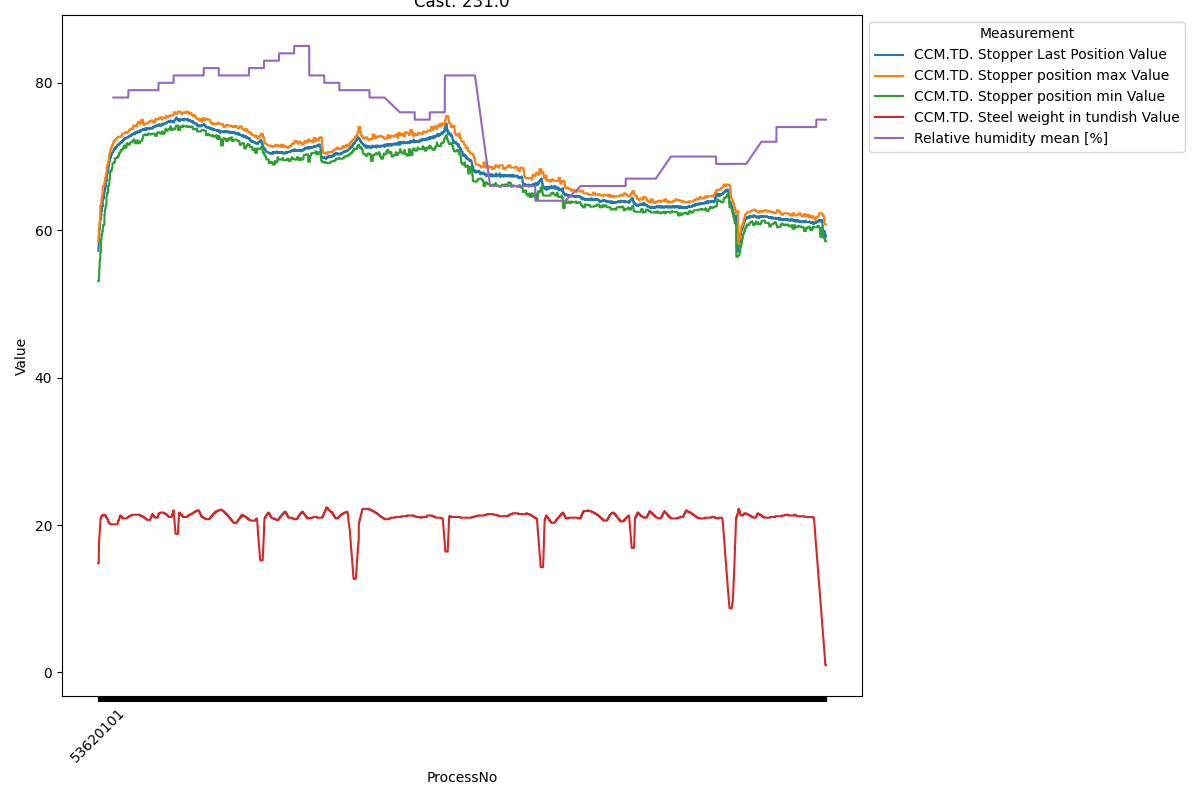 Cast: 231.0
Measurement
CCM.TD. Stopper Last Position Value
CCM.TD. Stopper position max Value
CCM.TD. Stopper position min Value
CCM.TD. Steel weight in tundish Value
Relative humidity mean [%]
80
60
40
20
0
Value
53620101
ProcessNo